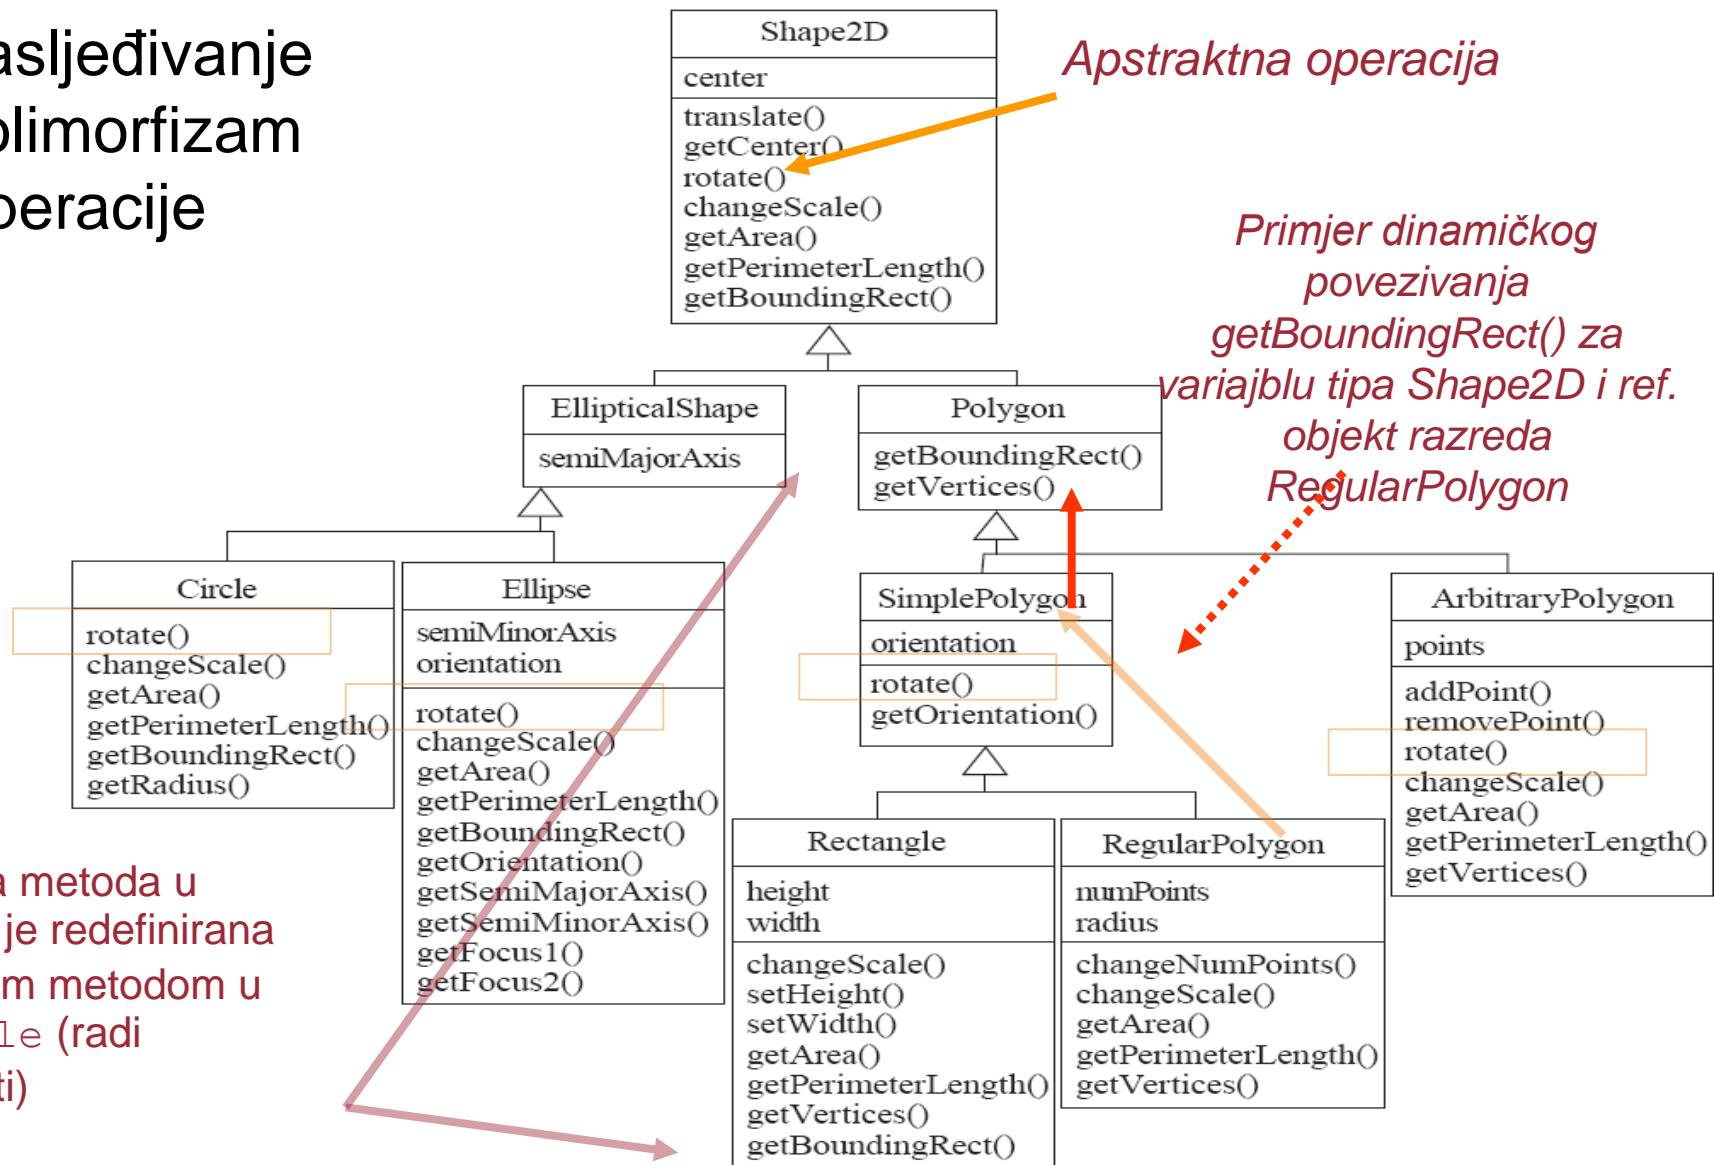 asljeđivanje
olimorfizam
peracije
Shape2D
center
translate()
getCenter()
rotate()
changeScale()
getArea()
getPerimeterLength()
getBoundingRect()
Apstraktna operacija
Primjer dinamičkog
povezivanja
getBoundingRect() za
variajblu tipa Shape2D i ref.
objekt razreda
RegularPolygon
EllipticalShape
semiMajorAxis
Polygon
getBoundingRect()
getVertices()
Circle
rotate()
changeScale()
getArea()
getPerimeterLength()
getBoundingRect()
getRadius()
Ellipse
semiMinorAxis
orientation
rotate()
changeScale()
getArea()
getPerimeterLength()
getBoundingRect()
getOrientation()
getSemiMajorAxis()
getSemiMinorAxis()
getFocus1()
getFocus2()
SimplePolygon
orientation
rotate()
getOrientation()
ArbitraryPolygon
points
addPoint()
removePoint()
rotate()
changeScale()
getArea()
getPerimeterLength()
getVertices()
Rectangle
height
width
changeScale()
setHeight()
setWidth()
getArea()
getPerimeterLength()
getVertices()
getBoundingRect()
RegularPolygon
numPoints
radius
changeNumPoints()
changeScale()
getArea()
getPerimeterLength()
getVertices()
a metoda u
je redefinirana
m metodom u
le (radi
ti)